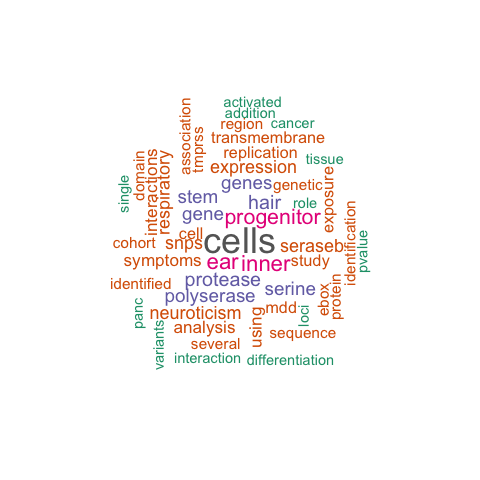 activated
addition
region
cancer
association
tmprss
transmembrane
replication
tissue
domain
interactions
respiratory
expression
genes
genetic
single
stem
hair
role
exposure
gene
progenitor
identification
cohort
snps
cell
cells
seraseb
pvalue
symptoms
ear
inner
study
identified
protease
serine
ebox
protein
polyserase
panc
neuroticism
using
mdd
loci
variants
analysis
sequence
several
interaction
differentiation